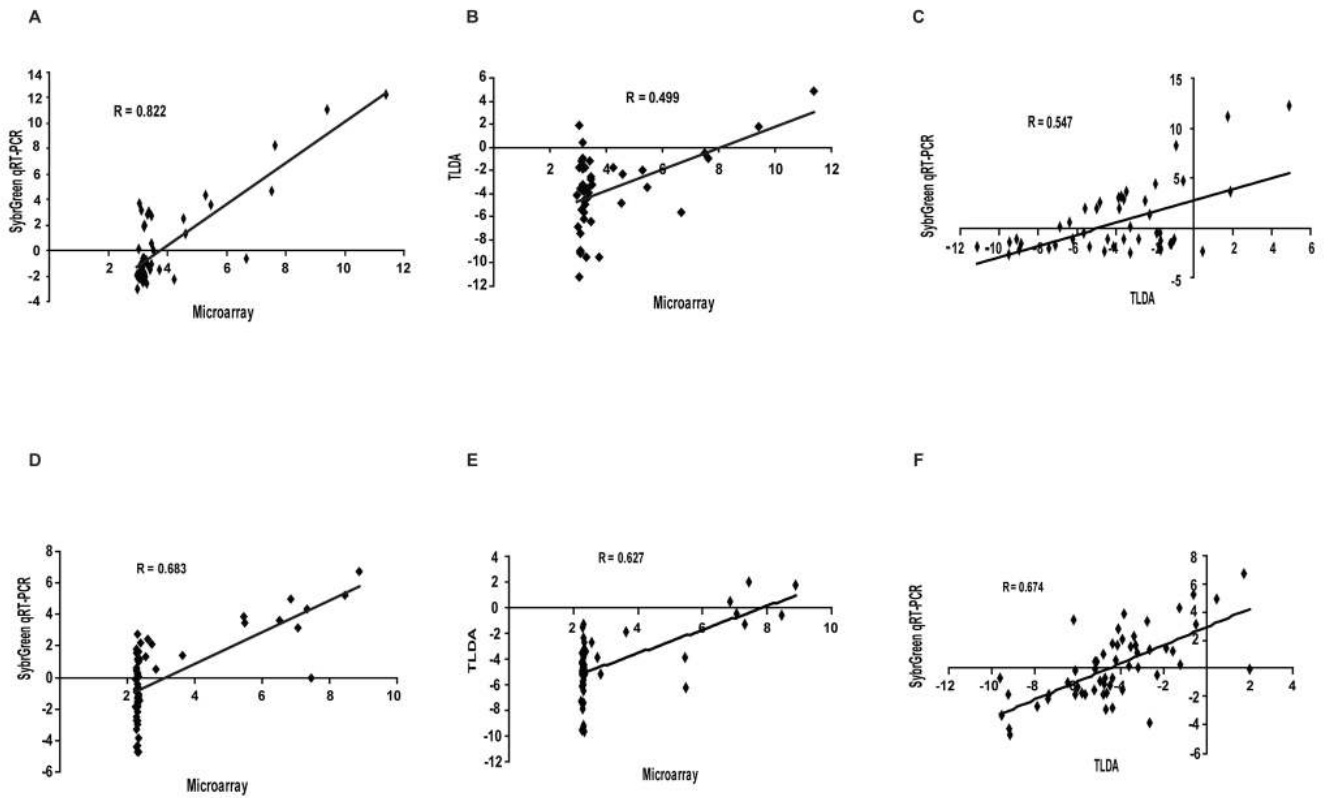 A
B
C
14
12
10
8
6
4
2
0
-2
-4
R = 0.822
SybrGreen qRT-PCR
2 4 6 8 10 12
Microarray
6
4
2
0
-2
-4
-6
-8
-10
-12
R = 0.499
TLDA
2 4 6 8 10 12
Microarray
15
10
5
-5
R = 0.547
SybrGreen qRT-PCR
-12 -10 -8 -6 -4 -2 2 4 6
TLDA
D
E
F
8
6
4
2
0
-2
-4
-6
R = 0.683
SybrGreen qRT-PCR
2 4 6 8 10
Microarray
4
2
0
-2
-4
-6
-8
-10
-12
R = 0.627
TLDA
2 4 6 8 10
Microarray
8
6
4
2
0
-2
-4
-6
R= 0.674
SybrGreen qRT-PCR
-12 -10 -8 -6 -2 2 4
TLDA